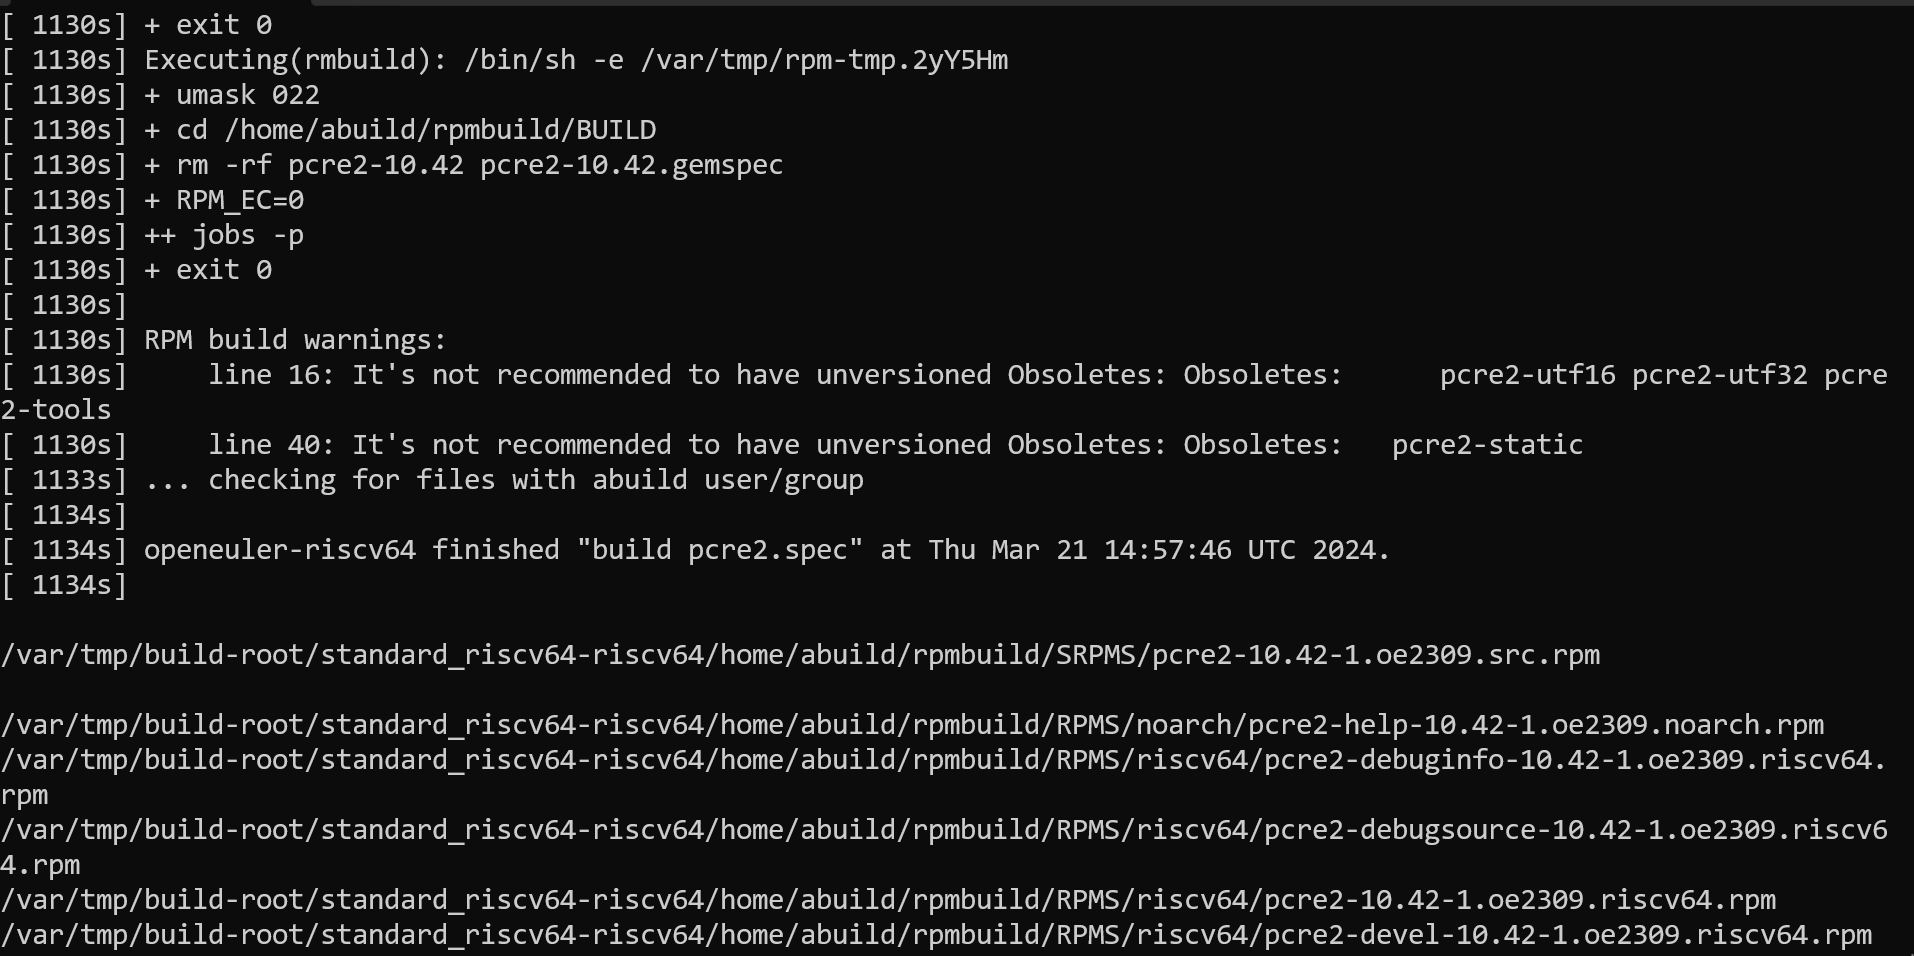 [ 1130s] + exit 0
[ 1130s] Executing(rmbuild): /bin/sh -e /var/tmp/rpm-tmp.2yY5Hm
[ 1130s] + umask 022
[ 1130s] + cd /home/abuild/rpmbuild/BUILD
[ 1130s] + rm -rf pcre2-10.42 pcre2-10.42.gemspec
[ 1130s] + RPM_EC=0
[ 1130s] ++ jobs -p
[ 1130s] + exit 0
[ 1130s]
[ 1130s] RPM build warnings:
[ 1130s]     line 16: It's not recommended to have unversioned Obsoletes: Obsoletes:      pcre2-utf16 pcre2-utf32 pcre
2-tools
[ 1130s]     line 40: It's not recommended to have unversioned Obsoletes: Obsoletes:   pcre2-static
[ 1133s] ... checking for files with abuild user/group
[ 1134s]
[ 1134s] openeuler-riscv64 finished "build pcre2.spec" at Thu Mar 21 14:57:46 UTC 2024.
[ 1134s]
/var/tmp/build-root/standard_riscv64-riscv64/home/abuild/rpmbuild/SRPMS/pcre2-10.42-1.oe2309.src.rpm
/var/tmp/build-root/standard_riscv64-riscv64/home/abuild/rpmbuild/RPMS/noarch/pcre2-help-10.42-1.oe2309.noarch.rpm
/var/tmp/build-root/standard_riscv64-riscv64/home/abuild/rpmbuild/RPMS/riscv64/pcre2-debuginfo-10.42-1.oe2309.riscv64.
rpm
/var/tmp/build-root/standard_riscv64-riscv64/home/abuild/rpmbuild/RPMS/riscv64/pcre2-debugsource-10.42-1.oe2309.riscv6
4.rpm
/var/tmp/build-root/standard_riscv64-riscv64/home/abuild/rpmbuild/RPMS/riscv64/pcre2-10.42-1.oe2309.riscv64.rpm
/var/tmp/build-root/standard_riscv64-riscv64/home/abuild/rpmbuild/RPMS/riscv64/pcre2-devel-10.42-1.oe2309.riscv64.rpm